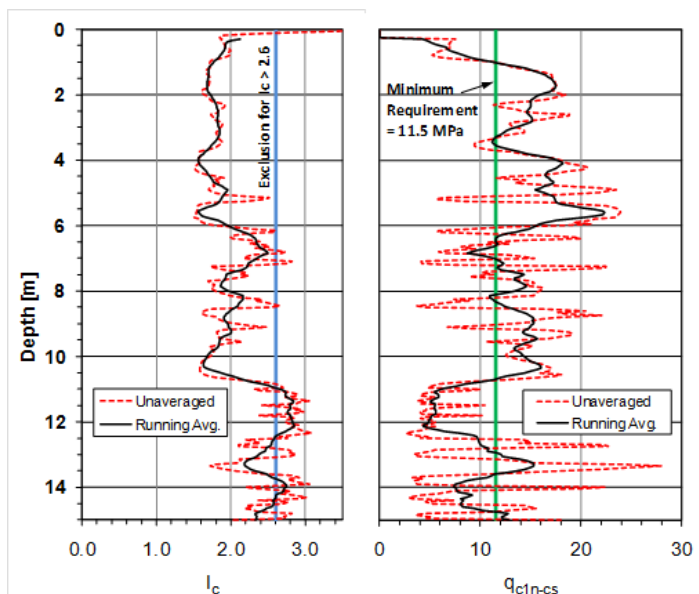 0
2
4
6
8
10
12
14
Depth [m]
Exclusion for Ic > 2.6
Unaveraged
Running Avg.
0.0 1.0 2.0 3.0
Ic
Minimum
Requirement
= 11.5 MPa
Unaveraged
Running Avg.
0 10 20 30
qc1n-cs